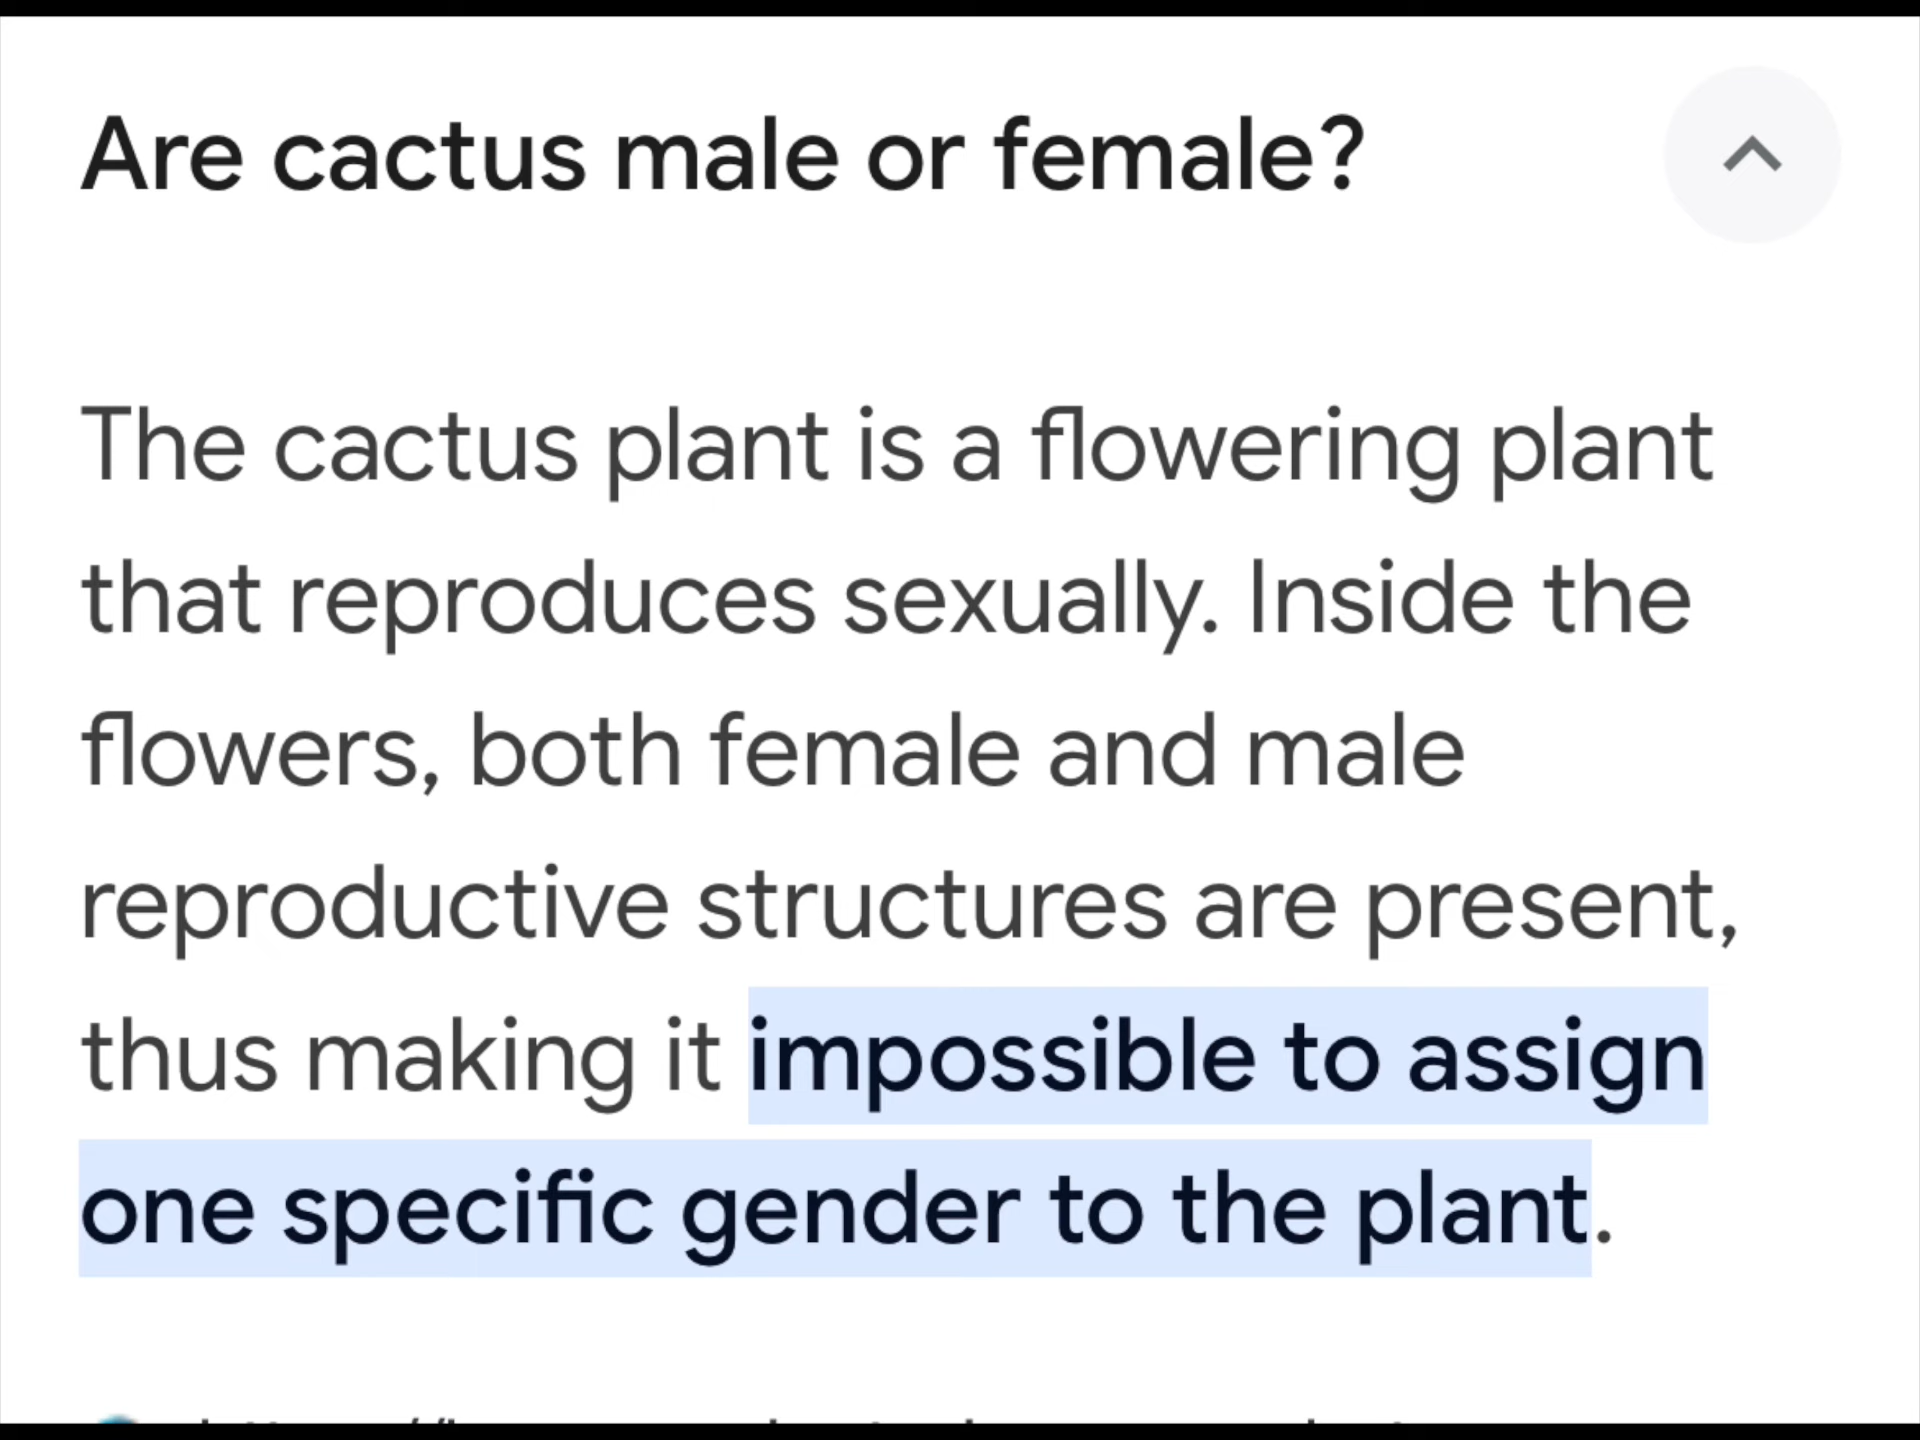 Are cactus male or female?
The cactus plant is a flowering plant
that reproduces sexually. Inside the
flowers, both female and male
reproductive structures are present,
thus making it impossible to assign
one specific gender to the plant.